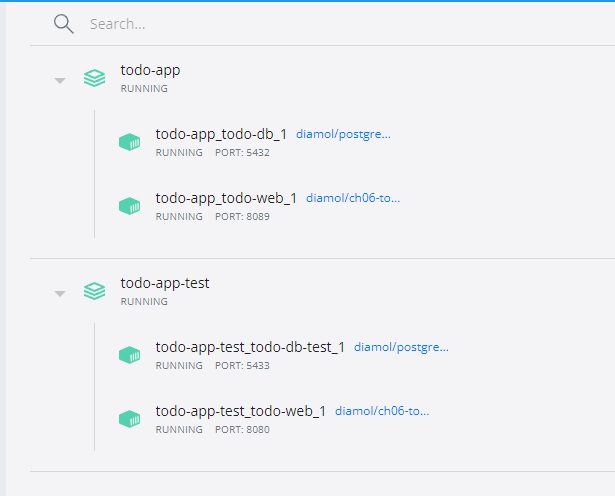 Search...
todo-app
RUNNING
todo-app_todo-db_1 diamol/postgre...
RUNNING PORT: 5432
todo-app_todo-web_1 diamol/ch06-to...
RUNNING PORT: 8089
todo-app-test
RUNNING
todo-app-test_todo-db-test_1 diamol/postgre...
RUNNING PORT: 5433
todo-app-test_todo-web_1 diamol/ch06-to...
RUNNING PORT: 8080